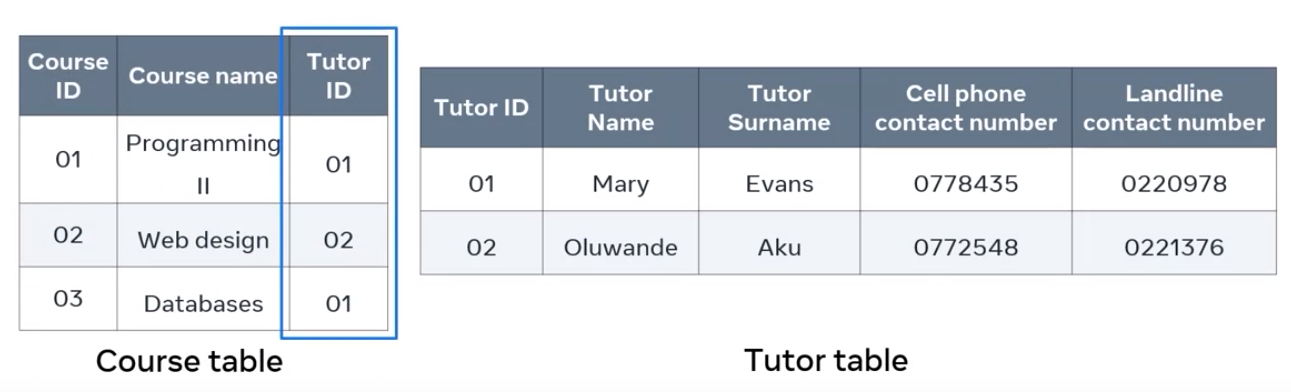 Course ID Course name Tutor ID
01 Programming II 01
02 Web design 02
03 Databases 01
Course table
Tutor ID Tutor Name Tutor Surname Cell phone contact number Landline contact number
01 Mary Evans 0778435 0220978
02 Oluwande Aku 0772548 0221376
Tutor table